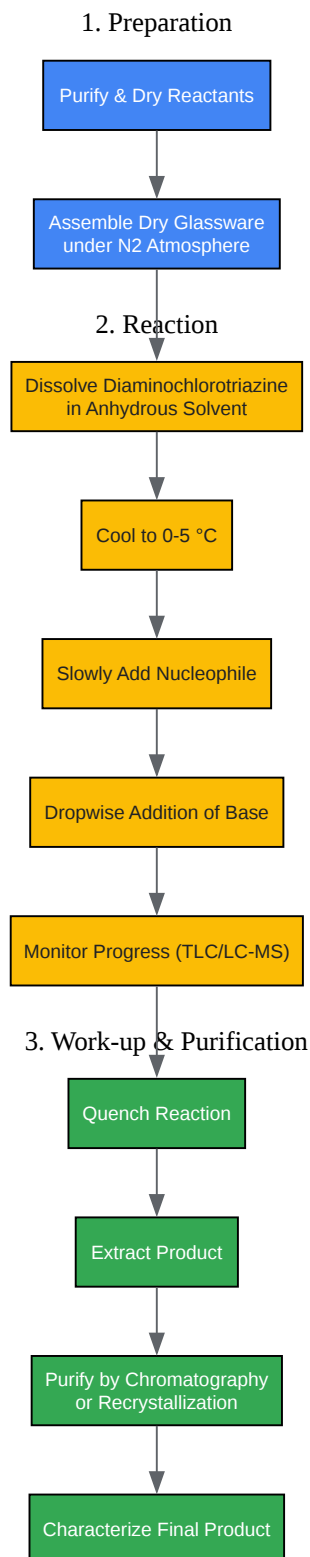 1. Preparation
Purify & Dry Reactants
Assemble Dry Glassware
under N2 Atmosphere
2. Reaction
Dissolve Diaminochlorotriazine
in Anhydrous Solvent
Cool to 0-5 °C
Slowly Add Nucleophile
Dropwise Addition of Base
Monitor Progress (TLC/LC-MS)
3. Work-up & Purification
Quench Reaction
Extract Product
Purify by Chromatography
or Recrystallization
Characterize Final Product